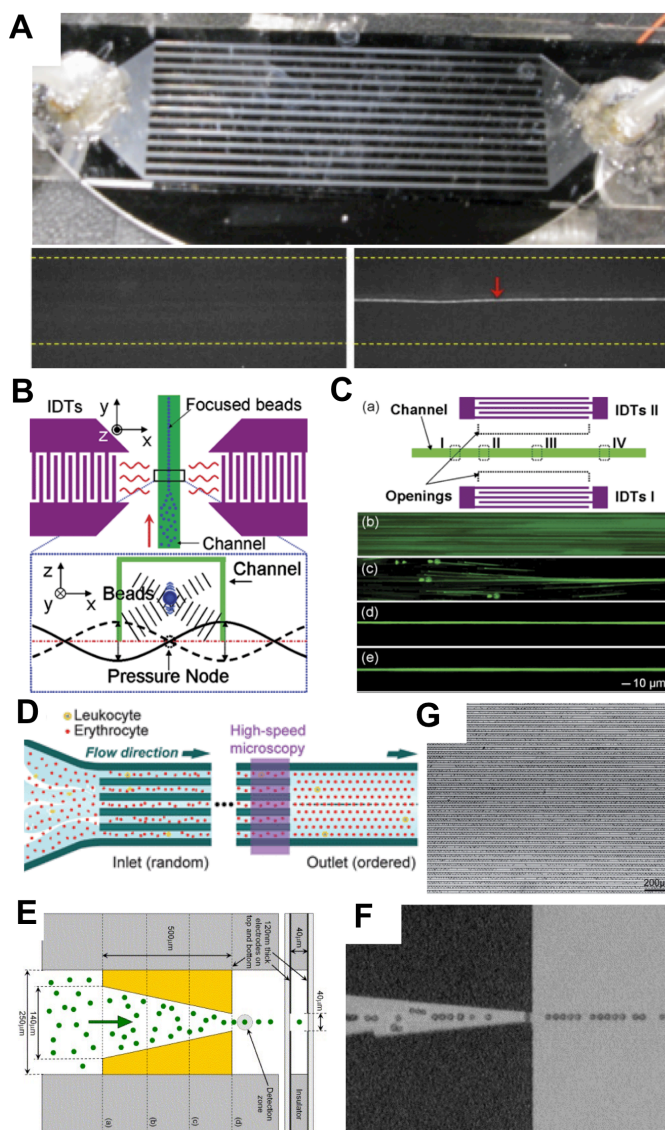 A
B
IDTs
y
z
x
Focused beads
Channel
z
y
x
Beads
Channel
Pressure Node
C
(a)
Channel
IDTs II
I
II
III
IV
Openings
IDTs I
(b)
(c)
(d)
(e)
10 µm
D
Leukocyte
Erythrocyte
Flow direction
High-speed
microscopy
Inlet (random)
Outlet (ordered)
G
200µ
E
500µm
120nm thick
electrodes on
top and bottom
40µm
40µm
140µm
250µm
Detection
zone
Insulator
(a)
(b)
(c)
(d)
F